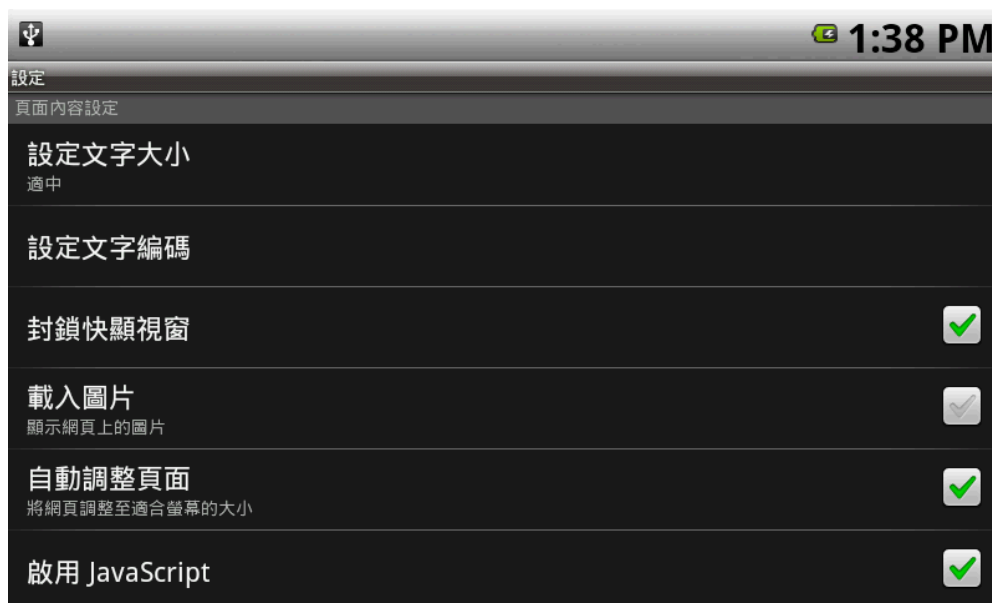 1:38 PM
設定
頁面內容設定
設定文字大小
適中
設定文字編碼
封鎖快顯視窗
載入圖片
顯示網頁上的圖片
自動調整頁面
將網頁調整至適合螢幕的大小
啟用 JavaScript